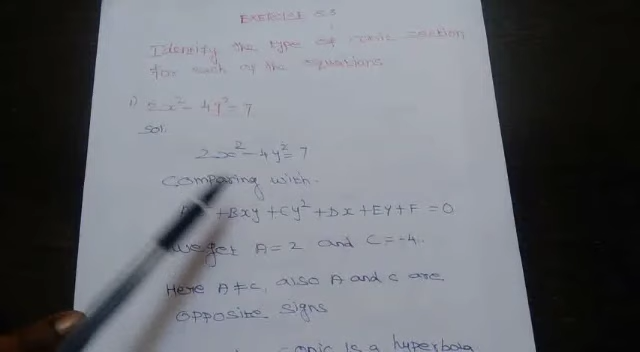 EXERCISE 5.3
Identify the type of conic section
for each of the equations
1) 2x² - 4y² = 7
Sol
2x² - 4y² = 7
Comparing with
+Bxy +Cy² +Dx +Ey +F = 0
We get A = 2 and C = -4.
Here A ≠ C, also A and C are
opposite signs
conic is a hyperbola